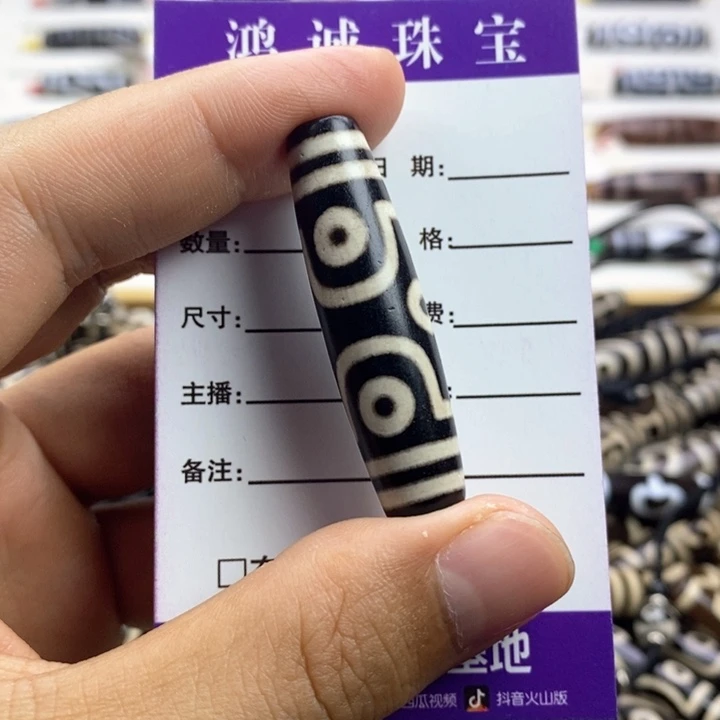 鸿诚珠宝
日期:
数量: 格:
尺寸: 费:
主播: :
备注:
□
基地
西瓜视频 抖音火山版